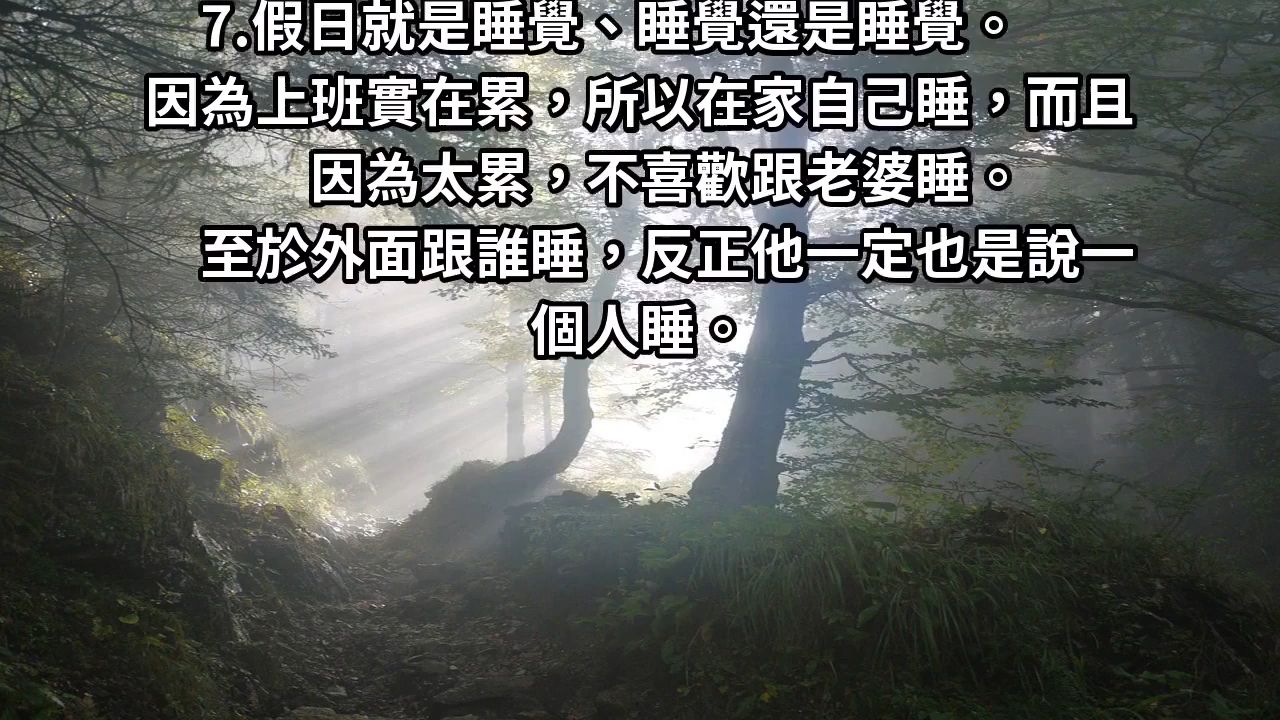 7.假日就是睡覺、睡覺還是睡覺。
因為上班實在累，所以在家自己睡，而且
因為太累，不喜歡跟老婆睡。
至於外面跟誰睡，反正他一定也是說一
個人睡。